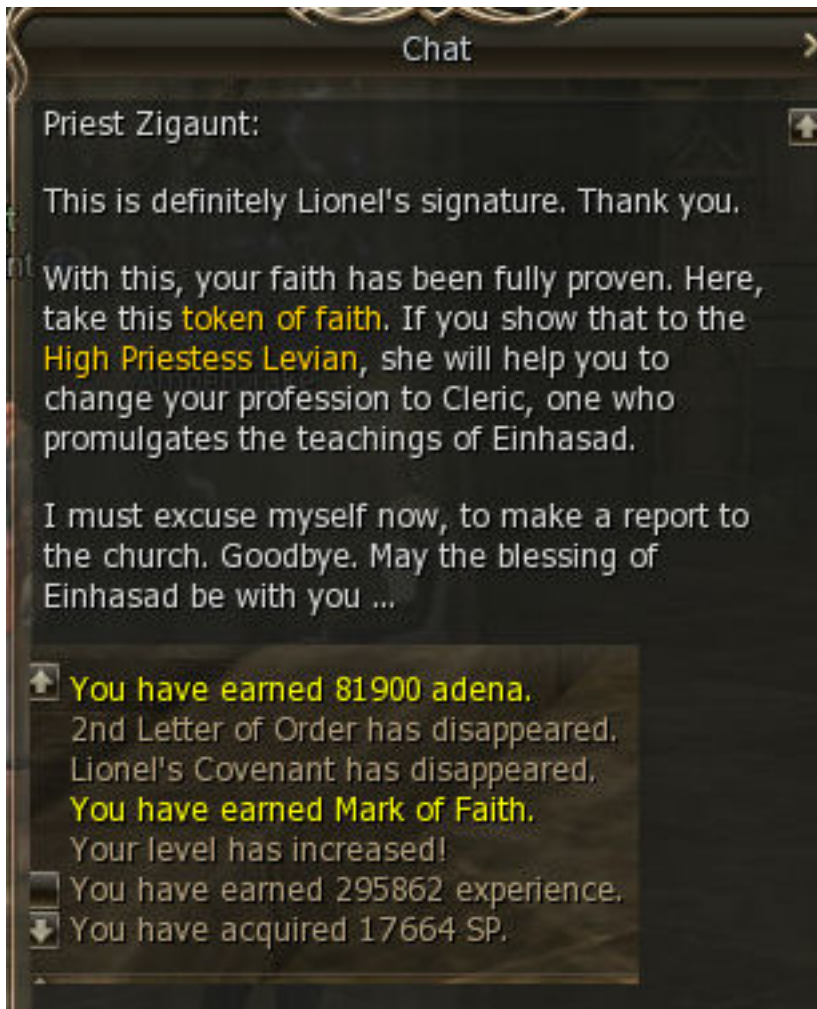 Chat
Priest Zigaunt:
This is definitely Lionel's signature. Thank you.
With this, your faith has been fully proven. Here,
take this token of faith. If you show that to the
High Priestess Levian, she will help you to
change your profession to Cleric, one who
promulgates the teachings of Einhasad.
I must excuse myself now, to make a report to
the church. Goodbye. May the blessing of
Einhasad be with you ...
You have earned 81900 adena.
2nd Letter of Order has disappeared.
Lionel's Covenant has disappeared.
You have earned Mark of Faith.
Your level has increased!
You have earned 295862 experience.
You have acquired 17664 SP.